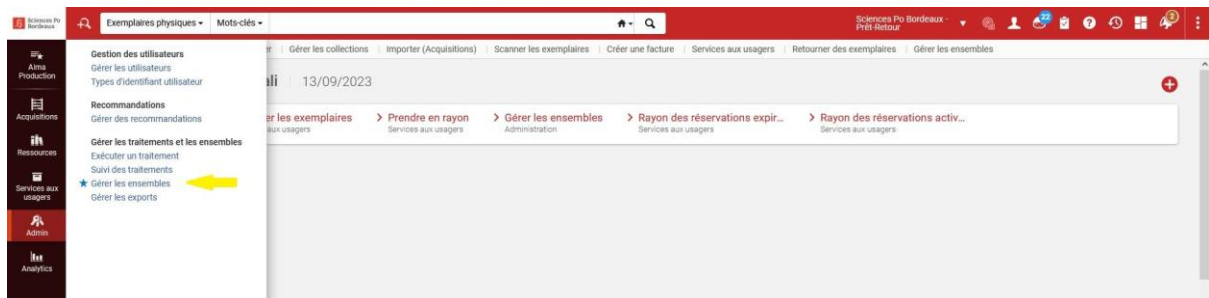 Sciences Po
Bordeaux
Exemplaires physiques
Mots-clés
Sciences Po Bordeaux -
Prêt-Retour
22
2
Alma
Production
Acquisitions
Ressources
Services aux
usagers
Admin
Analytics
Gestion des utilisateurs
Gérer les utilisateurs
Types d'identifiant utilisateur
Recommandations
Gérer des recommandations
Gérer les traitements et les ensembles
Exécuter un traitement
Suivi des traitements
Gérer les ensembles
Gérer les exports
er | Gérer les collections | Importer (Acquisitions) | Scanner les exemplaires | Créer une facture | Services aux usagers | Retourner des exemplaires | Gérer les ensembles
ali | 13/09/2023
er les exemplaires
aux usagers
Prendre en rayon
Services aux usagers
Gérer les ensembles
Administration
Rayon des réservations expir...
Services aux usagers
Rayon des réservations activ...
Services aux usagers